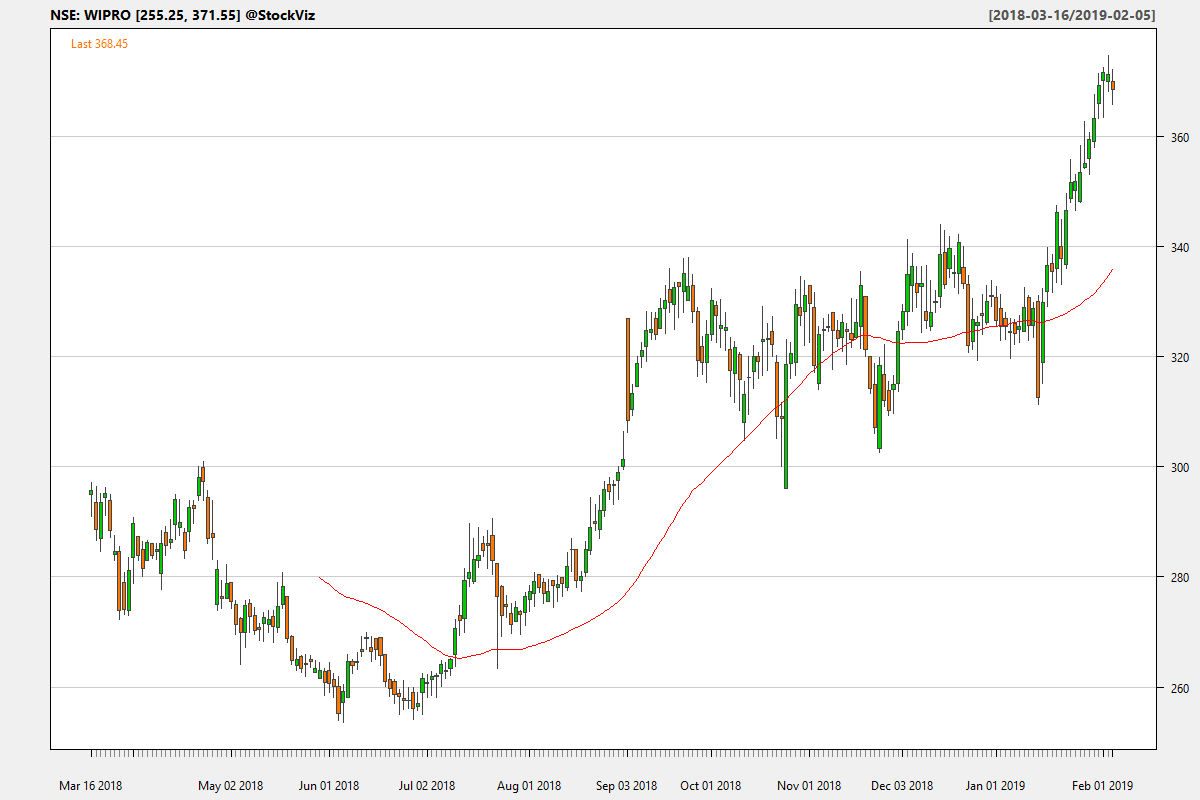 NSE: WIPRO [255.25, 371.55] @StockViz [2018-03-16/2019-02-05]
Last 368.45
360
340
320
300
280
260
Mar 16 2018 May 02 2018 Jun 01 2018 Jul 02 2018 Aug 01 2018 Sep 03 2018 Oct 01 2018 Nov 01 2018 Dec 03 2018 Jan 01 2019 Feb 01 2019